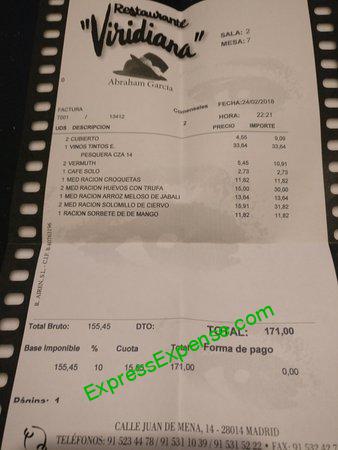 Restaurante
"Viridiana"
Abraham García
SALA: 2
MESA: 7
0
FACTURA
T001 / 13412
Comensales
2
FECHA:24/02/2018
HORA: 22:21
UDS DESCRIPCION PRECIO IMPORTE
2 CUBIERTO 4,55 9,09
1 VINOS TINTOS E. 33,64 33,64
PESQUERA CZA 14
2 VERMUTH 5,45 10,91
1 CAFE SOLO 2,73 2,73
1 MED RACION CROQUETAS 11,82 11,82
2 MED RACION HUEVOS CON TRUFA 15,00 30,00
1 MED RACION ARROZ MELOSO DE JABALI 13,64 13,64
2 MED RACION SOLOMILLO DE CIERVO 15,91 31,82
1 RACION SORBETE DE DE MANGO 11,82 11,82
R. AIREN, S.L. - C.I.F.
Total Bruto: 155,45 DTO: TOTAL: 171,00
Base Imponible % Cuota Total Forma de pago
155,45 10 171,00 0,00
ExpressExpense.com
Página: 1
CALLE JUAN DE MENA, 14 - 28014 MADRID
TELÉFONOS: 91 523 44 78 / 91 531 10 39 / 91 531 52 22 • FAX: 91 532 42 7